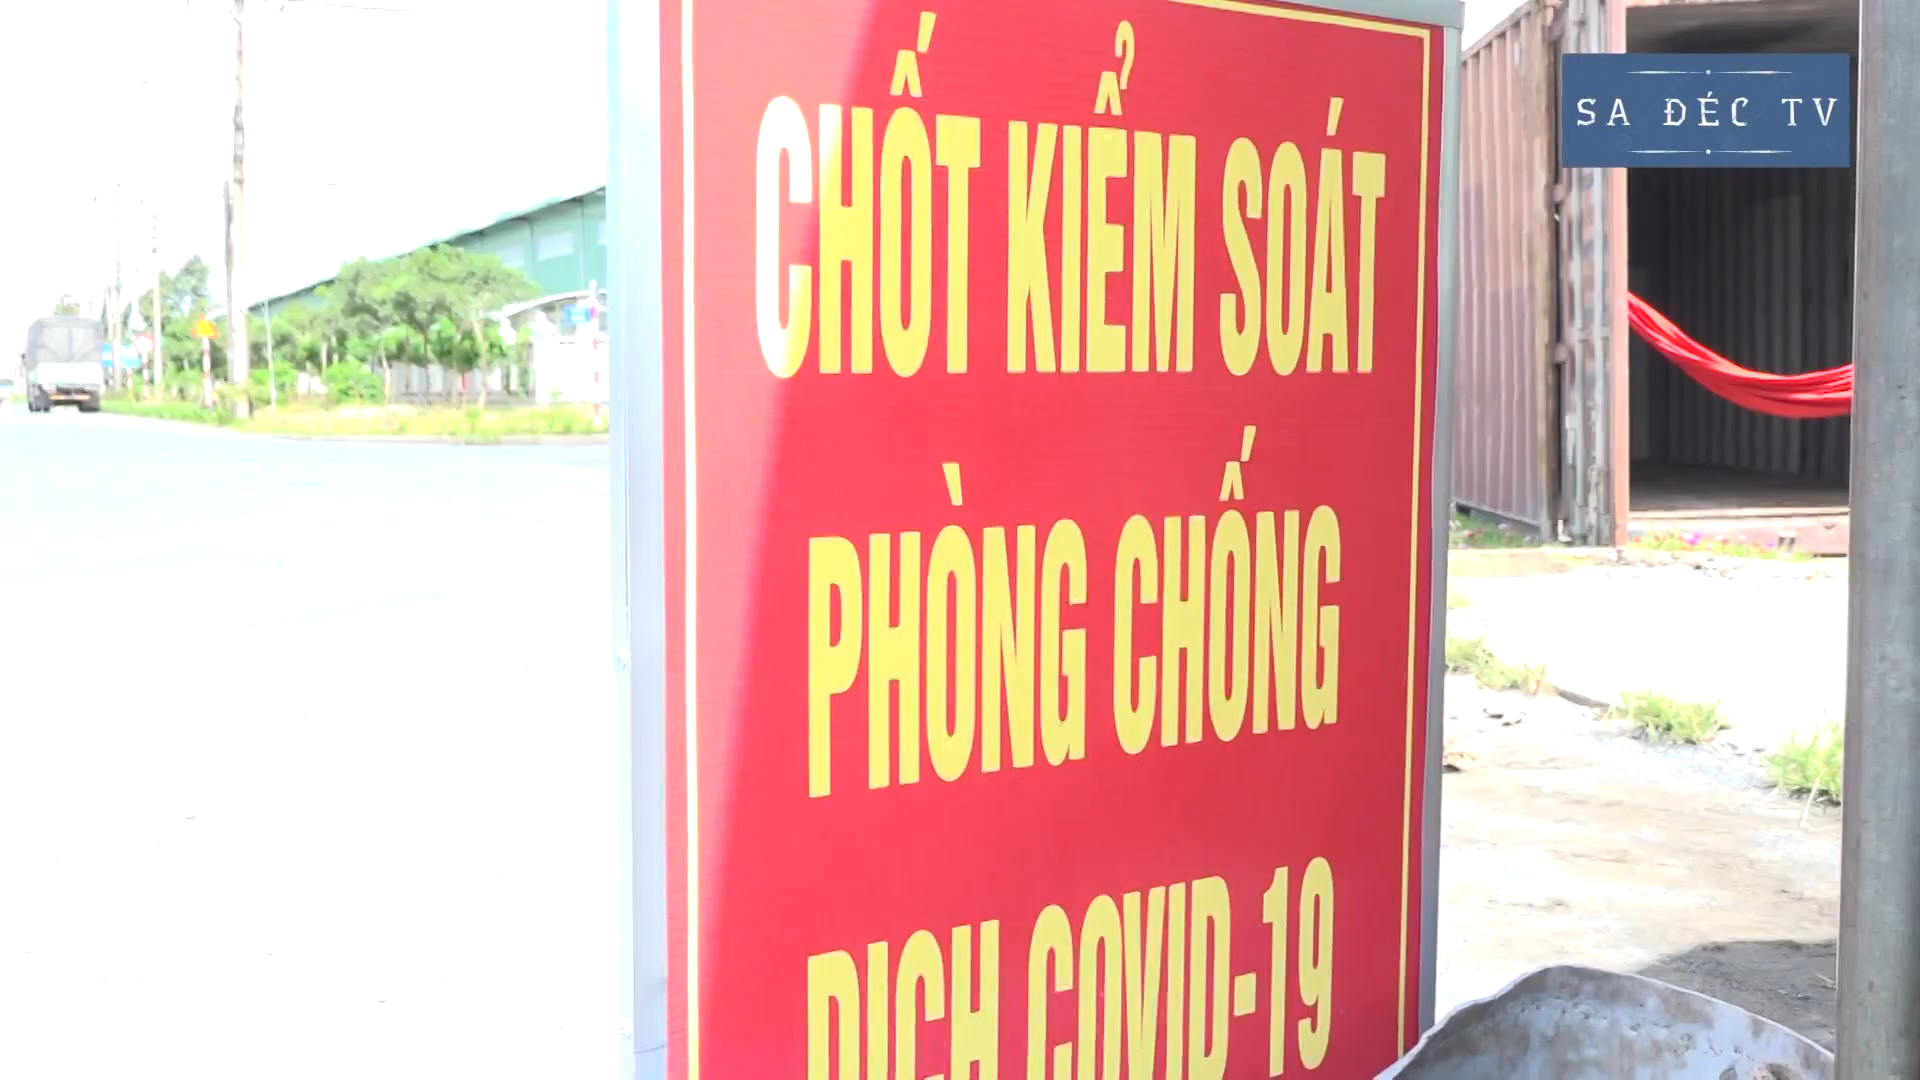 SA ĐÉC TV
CHỐT KIỂM SOÁT
PHÒNG CHỐNG
DỊCH COVID-19